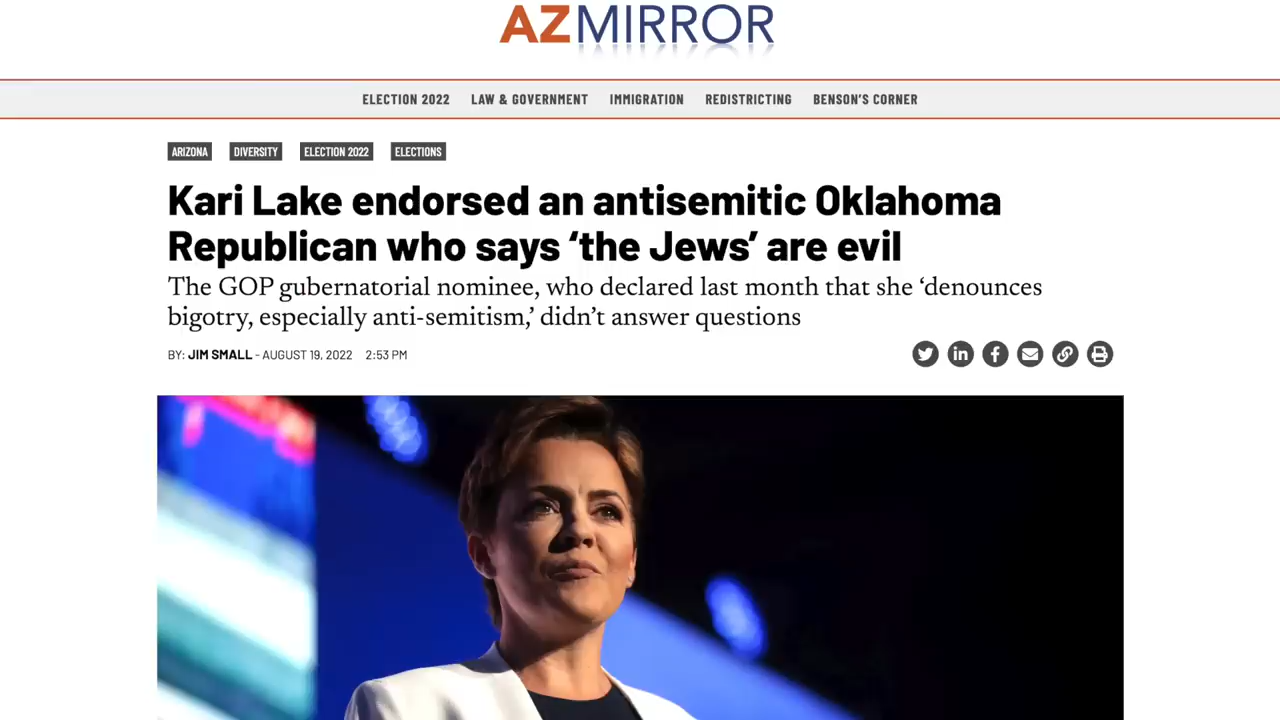 AZMIRROR
ELECTION 2022 LAW & GOVERNMENT IMMIGRATION REDISTRICTING BENSON'S CORNER
ARIZONA DIVERSITY ELECTION 2022 ELECTIONS
Kari Lake endorsed an antisemitic Oklahoma
Republican who says ‘the Jews’ are evil
The GOP gubernatorial nominee, who declared last month that she ‘denounces
bigotry, especially anti-semitism,’ didn’t answer questions
BY: JIM SMALL - AUGUST 19, 2022 2:53 PM